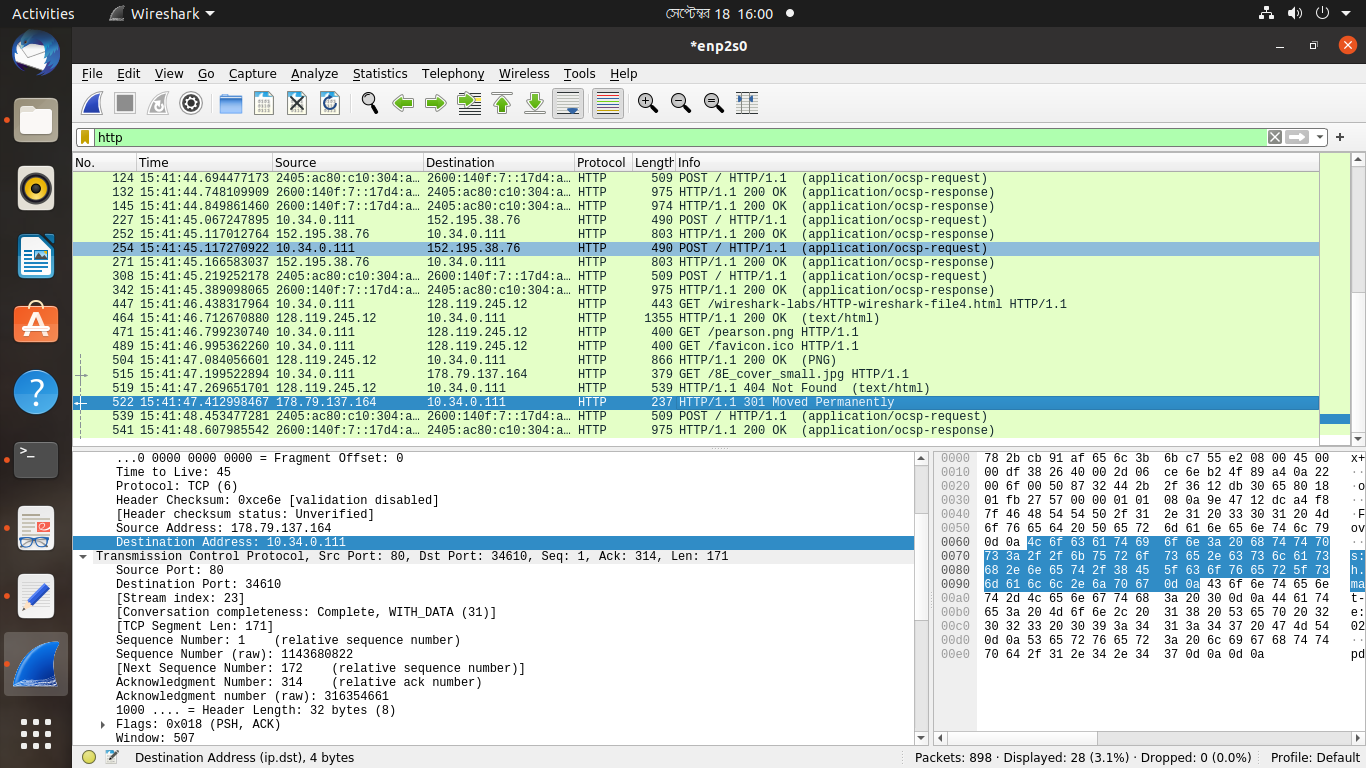 Activities Wireshark সেপ্টেম্বর 18 16:00
*enp2s0
File Edit View Go Capture Analyze Statistics Telephony Wireless Tools Help
http
No. Time Source Destination Protocol Length Info
124 15:41:44.694477173 2405:ac80:c10:304:a… 2600:140f:7::17d4:a… HTTP 509 POST / HTTP/1.1 (application/ocsp-request)
132 15:41:44.748109909 2600:140f:7::17d4:a… 2405:ac80:c10:304:a… HTTP 975 HTTP/1.1 200 OK (application/ocsp-response)
145 15:41:44.849861460 2600:140f:7::17d4:a… 2405:ac80:c10:304:a… HTTP 974 HTTP/1.1 200 OK (application/ocsp-response)
227 15:41:45.067247895 10.34.0.111 152.195.38.76 HTTP 490 POST / HTTP/1.1 (application/ocsp-request)
252 15:41:45.117012764 152.195.38.76 10.34.0.111 HTTP 803 HTTP/1.1 200 OK (application/ocsp-response)
254 15:41:45.117270922 10.34.0.111 152.195.38.76 HTTP 490 POST / HTTP/1.1 (application/ocsp-request)
271 15:41:45.166583037 152.195.38.76 10.34.0.111 HTTP 803 HTTP/1.1 200 OK (application/ocsp-response)
308 15:41:45.219252178 2405:ac80:c10:304:a… 2600:140f:7::17d4:a… HTTP 509 POST / HTTP/1.1 (application/ocsp-request)
342 15:41:45.389098065 2600:140f:7::17d4:a… 2405:ac80:c10:304:a… HTTP 975 HTTP/1.1 200 OK (application/ocsp-response)
447 15:41:46.438317964 10.34.0.111 128.119.245.12 HTTP 443 GET /wireshark-labs/HTTP-wireshark-file4.html HTTP/1.1
464 15:41:46.712670880 128.119.245.12 10.34.0.111 HTTP 1355 HTTP/1.1 200 OK (text/html)
471 15:41:46.799230740 10.34.0.111 128.119.245.12 HTTP 400 GET /pearson.png HTTP/1.1
489 15:41:46.995362260 10.34.0.111 128.119.245.12 HTTP 400 GET /favicon.ico HTTP/1.1
504 15:41:47.084056601 128.119.245.12 10.34.0.111 HTTP 866 HTTP/1.1 200 OK (PNG)
515 15:41:47.199522894 10.34.0.111 178.79.137.164 HTTP 379 GET /8E_cover_small.jpg HTTP/1.1
519 15:41:47.269651701 128.119.245.12 10.34.0.111 HTTP 539 HTTP/1.1 404 Not Found (text/html)
522 15:41:47.412998467 178.79.137.164 10.34.0.111 HTTP 237 HTTP/1.1 301 Moved Permanently
539 15:41:48.453477281 2405:ac80:c10:304:a… 2600:140f:7::17d4:a… HTTP 509 POST / HTTP/1.1 (application/ocsp-request)
541 15:41:48.607985542 2600:140f:7::17d4:a… 2405:ac80:c10:304:a… HTTP 975 HTTP/1.1 200 OK (application/ocsp-response)
...0 0000 0000 0000 = Fragment Offset: 0
Time to Live: 45
Protocol: TCP (6)
Header Checksum: 0xce6e [validation disabled]
[Header checksum status: Unverified]
Source Address: 178.79.137.164
Destination Address: 10.34.0.111
Transmission Control Protocol, Src Port: 80, Dst Port: 34610, Seq: 1, Ack: 314, Len: 171
Source Port: 80
Destination Port: 34610
[Stream index: 23]
[Conversation completeness: Complete, WITH_DATA (31)]
[TCP Segment Len: 171]
Sequence Number: 1 (relative sequence number)
Sequence Number (raw): 1143680822
[Next Sequence Number: 172 (relative sequence number)]
Acknowledgment Number: 314 (relative ack number)
Acknowledgment number (raw): 316354661
1000 .... = Header Length: 32 bytes (8)
Flags: 0x018 (PSH, ACK)
Window: 507
0000 78 2b cb 91 af 65 6c 3b 6b c7 55 e2 08 00 45 00 x+
0010 00 df 38 26 40 00 2d 06 ce 6e b2 4f 89 a4 0a 22 ··
0020 00 6f 00 50 87 32 44 2b 2f 36 12 db 30 65 80 18 ·o
0030 01 fb 27 57 00 00 01 01 08 0a 9e 47 12 dc a4 f8 ··
0040 7f 46 48 54 54 50 2f 31 2e 31 20 33 30 31 20 4d ·F
0050 6f 76 65 64 20 50 65 72 6d 61 6e 65 6e 74 6c 79 ov
0060 0d 0a 4c 6f 63 61 74 69 6f 6e 3a 20 68 74 74 70 ··
0070 73 3a 2f 2f 6b 75 72 6f 73 65 2e 63 73 6c 61 73 s:
0080 68 2e 6e 65 74 2f 38 45 5f 63 6f 76 65 72 5f 73 h.
0090 6d 61 6c 6c 2e 6a 70 67 0d 0a 43 6f 6e 74 65 6e ma
00a0 74 2d 4c 65 6e 67 74 68 3a 20 30 0d 0a 44 61 74 t-
00b0 65 3a 20 4d 6f 6e 2c 20 31 38 20 53 65 70 20 32 e:
00c0 30 32 33 20 30 39 3a 34 31 3a 34 37 20 47 4d 54 02
00d0 0d 0a 53 65 72 76 65 72 3a 20 6c 69 67 68 74 74 ··
00e0 70 64 2f 31 2e 34 2e 34 37 0d 0a 0d 0a pd
Destination Address (ip.dst), 4 bytes Packets: 898 · Displayed: 28 (3.1%) · Dropped: 0 (0.0%) Profile: Default